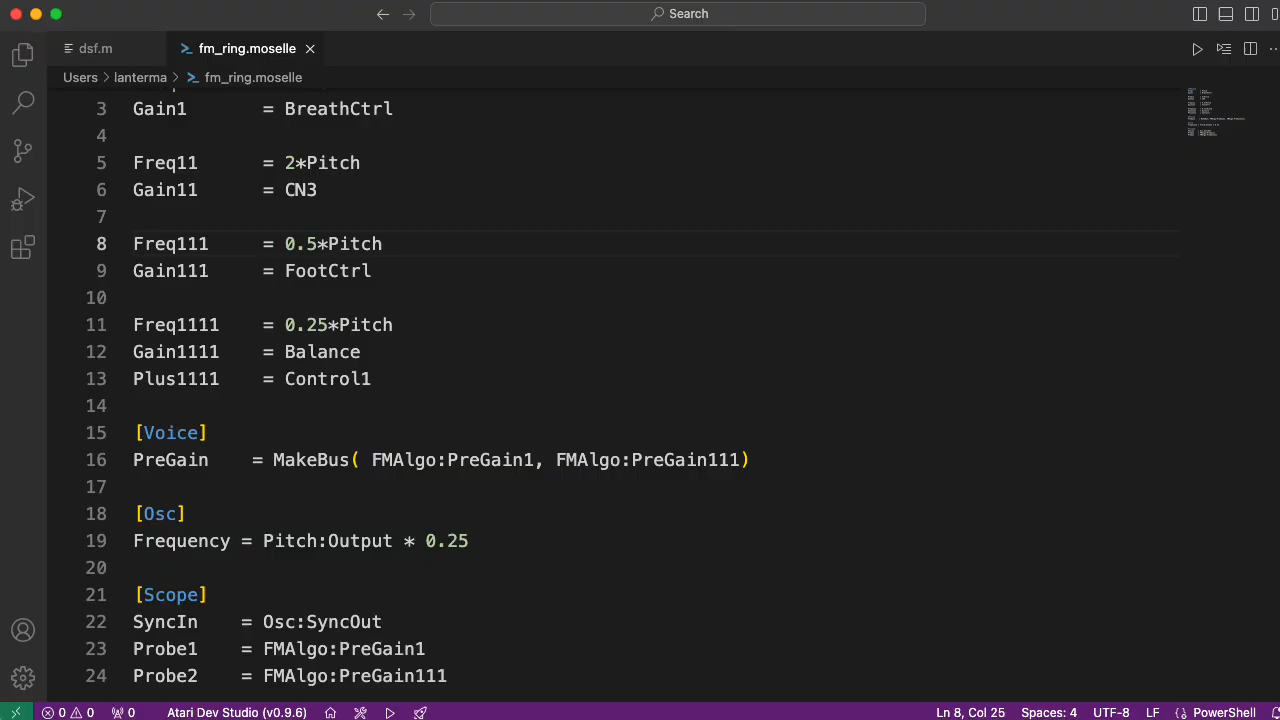 Search
dsf.m
fm_ring.moselle
Users > lanterma > fm_ring.moselle
3 Gain1 = BreathCtrl
4
5 Freq11 = 2*Pitch
6 Gain11 = CN3
7
8 Freq111 = 0.5*Pitch
9 Gain111 = FootCtrl
10
11 Freq1111 = 0.25*Pitch
12 Gain1111 = Balance
13 Plus1111 = Control1
14
15 [Voice]
16 PreGain = MakeBus( FMAlgo:PreGain1, FMAlgo:PreGain111)
17
18 [Osc]
19 Frequency = Pitch:Output * 0.25
20
21 [Scope]
22 SyncIn = Osc:SyncOut
23 Probe1 = FMAlgo:PreGain1
24 Probe2 = FMAlgo:PreGain111
0 0 0 Atari Dev Studio (v0.9.6) Ln 8, Col 25 Spaces: 4 UTF-8 LF PowerShell